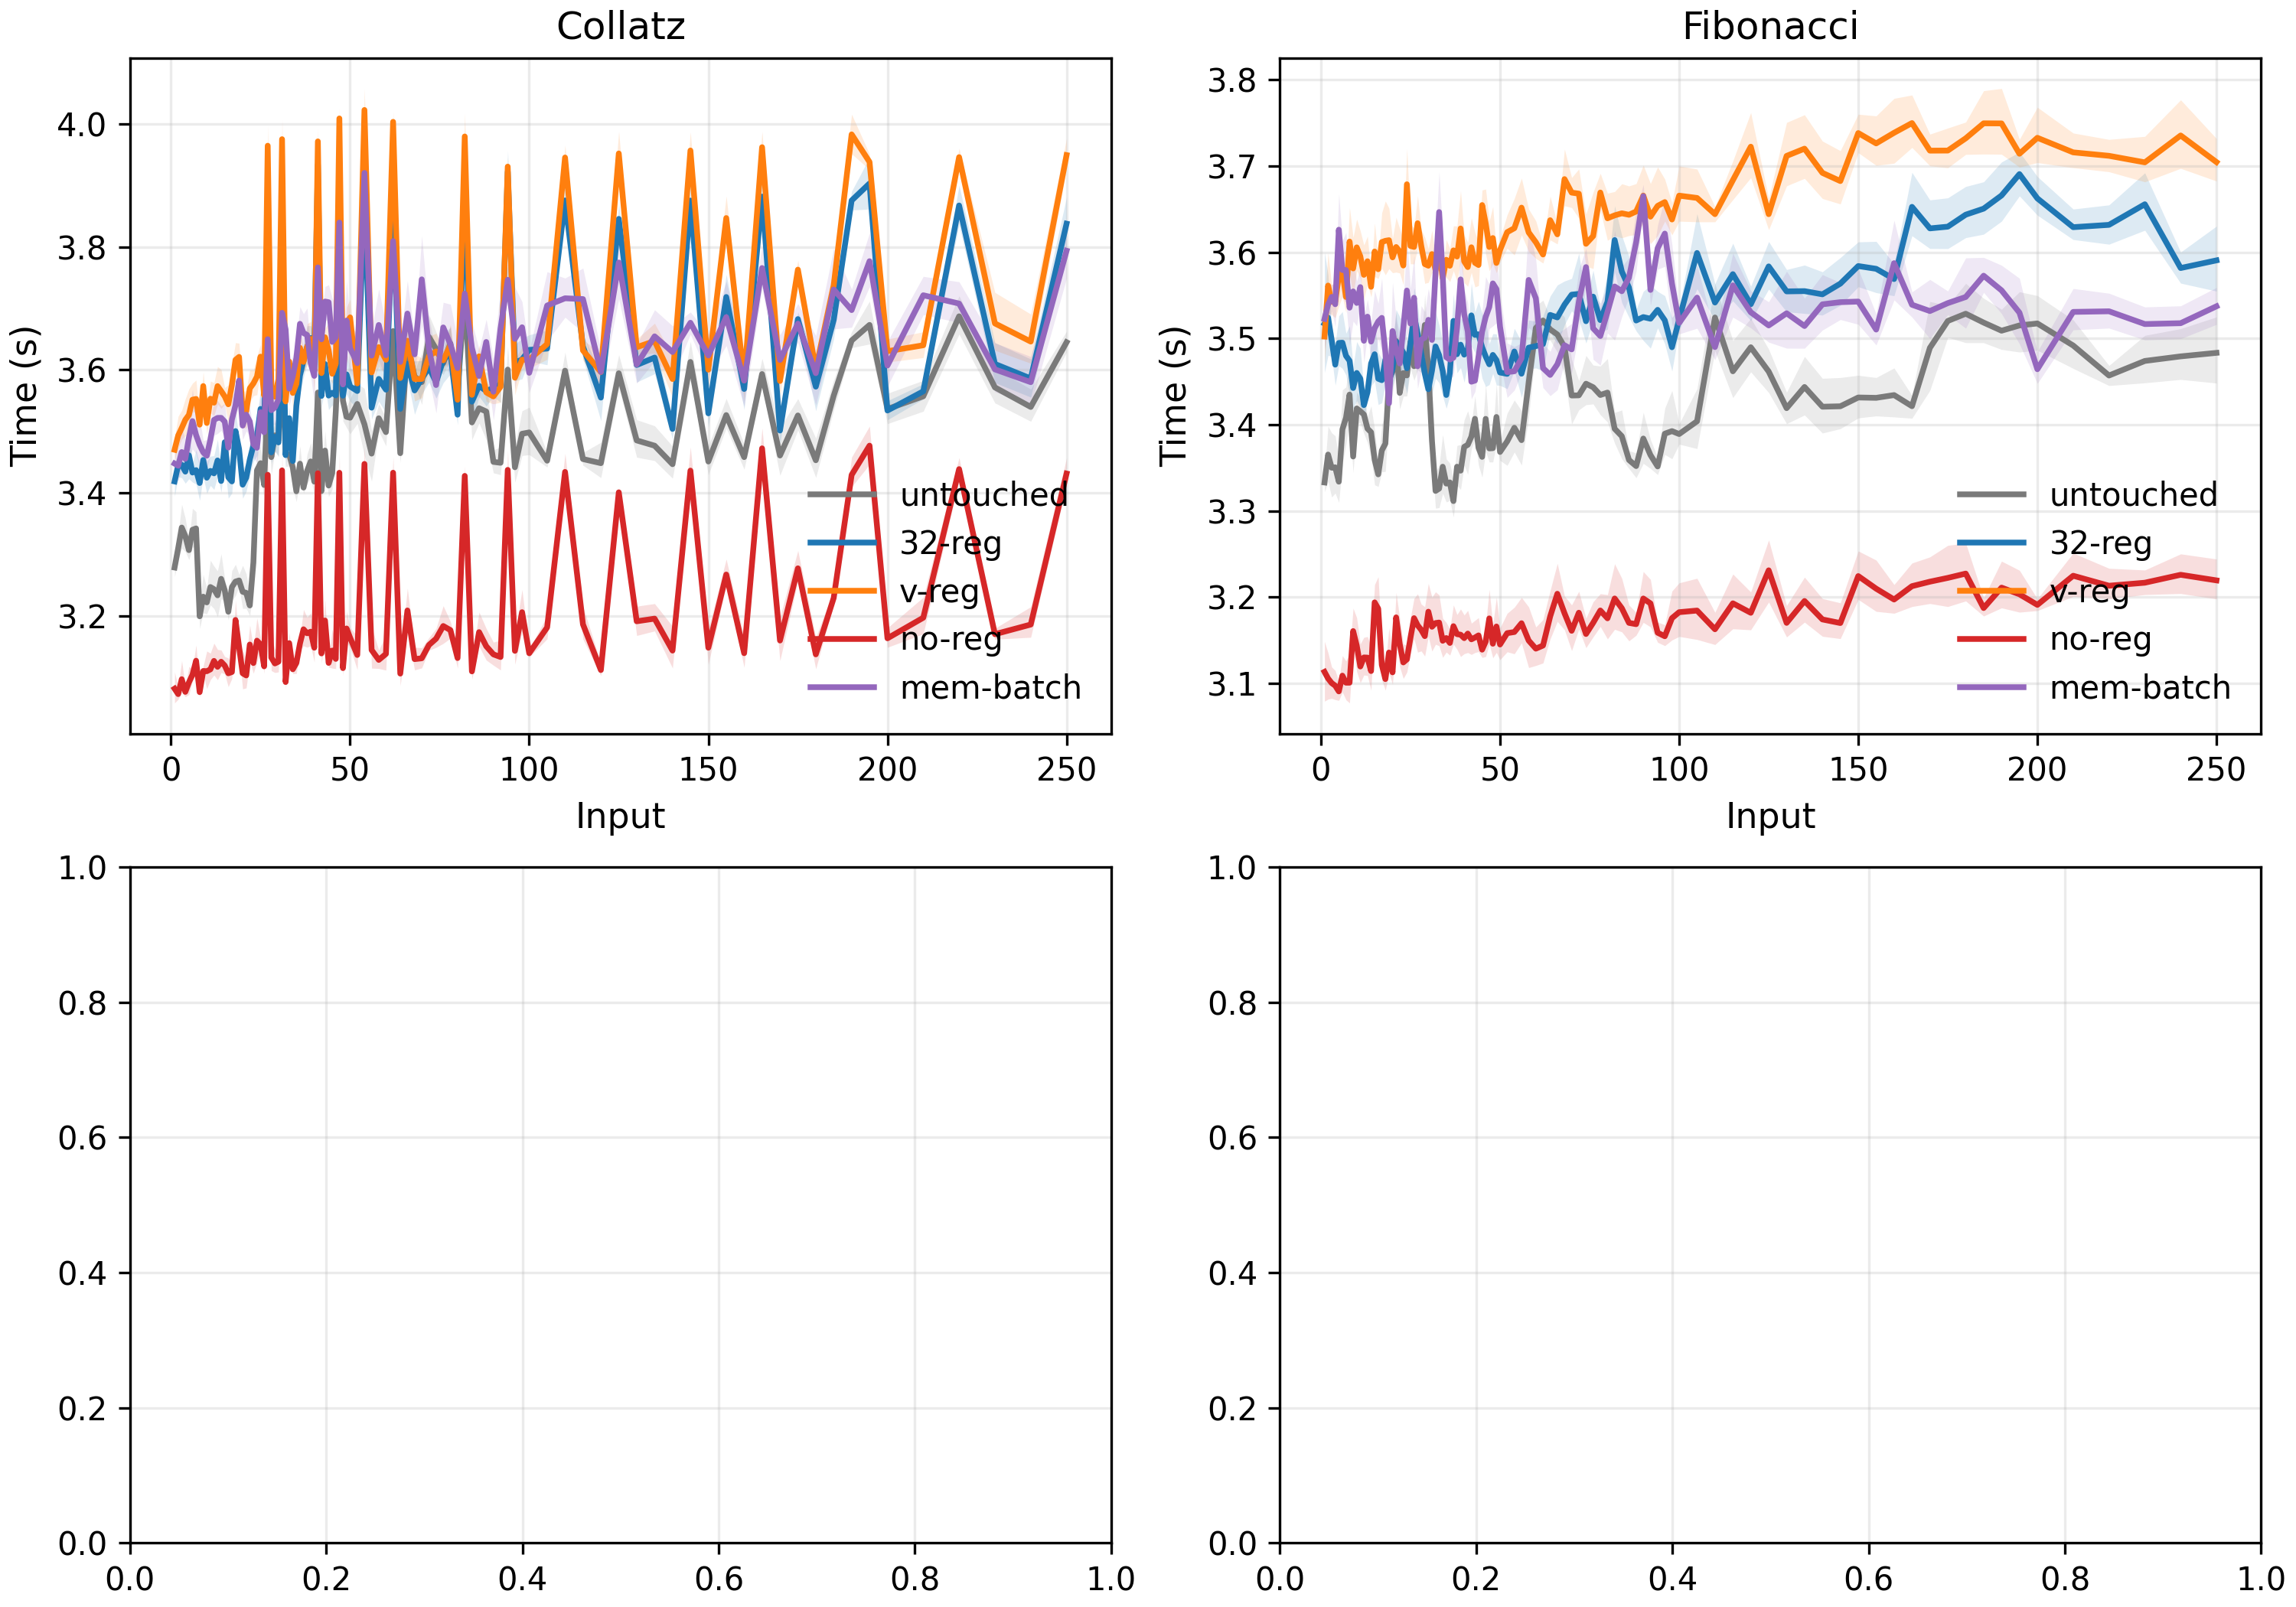 Collatz
Time (s)
4.0
3.8
3.6
3.4
3.2
untouched
32-reg
v-reg
no-reg
mem-batch
0 50 100 150 200 250
Input
Fibonacci
Time (s)
3.8
3.7
3.6
3.5
3.4
3.3
3.2
3.1
untouched
32-reg
v-reg
no-reg
mem-batch
0 50 100 150 200 250
Input
1.0
0.8
0.6
0.4
0.2
0.0
0.0 0.2 0.4 0.6 0.8 1.0
1.0
0.8
0.6
0.4
0.2
0.0
0.0 0.2 0.4 0.6 0.8 1.0